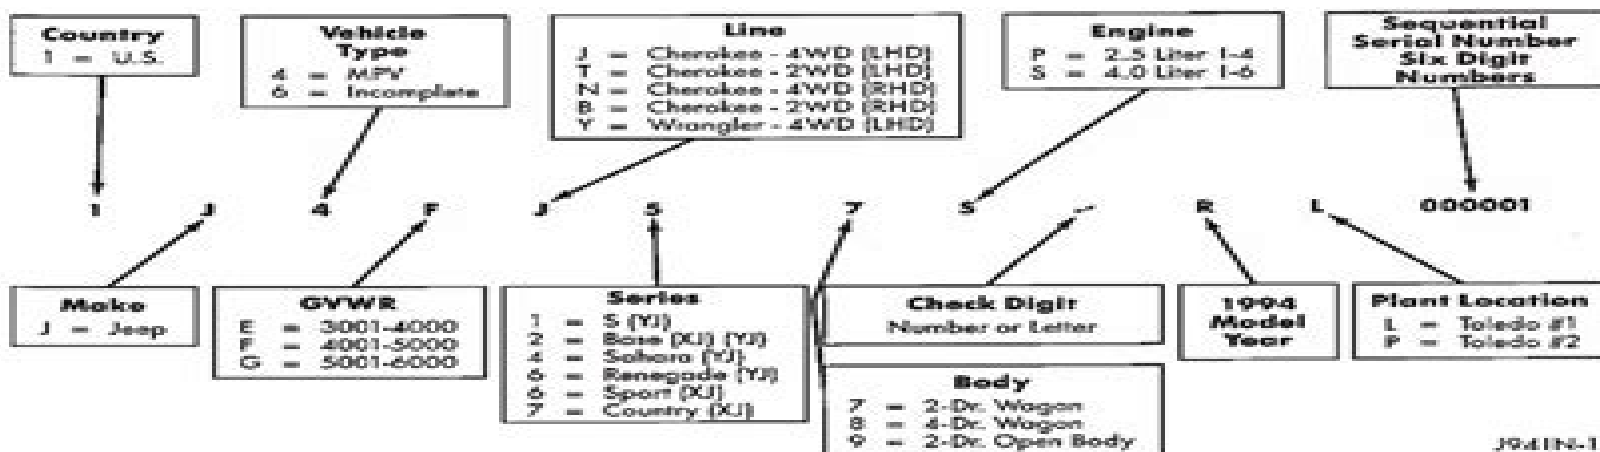 Country
1 = U.S.
Vehicle
Type
4 = MPV
6 = Incomplete
Line
J = Cherokee - 4WD (LHD)
T = Cherokee - 2WD (LHD)
N = Cherokee - 4WD (RHD)
B = Cherokee - 2WD (RHD)
Y = Wrangler - 4WD (LHD)
Engine
P = 2.5 Liter I-4
S = 4.0 Liter I-6
Sequential
Serial Number
Six Digit
Numbers
1 J 4 F J 5 7 S -- R L 000001
Make
J = Jeep
GVWR
E = 3001-4000
F = 4001-5000
G = 5001-6000
Series
1 = S (YJ)
2 = Base (XJ) (YJ)
4 = Sahara (YJ)
= Renegade (YJ)
6 = Sport (XJ)
7 = Country (XJ)
Check Digit
Number or Letter
Body
7 = 2-Dr. Wagon
8 = 4-Dr. Wagon
9 = 2-Dr. Open Body
1994
Model
Year
Plant Location
L = Toledo #1
P = Toledo #2
J94IN-1